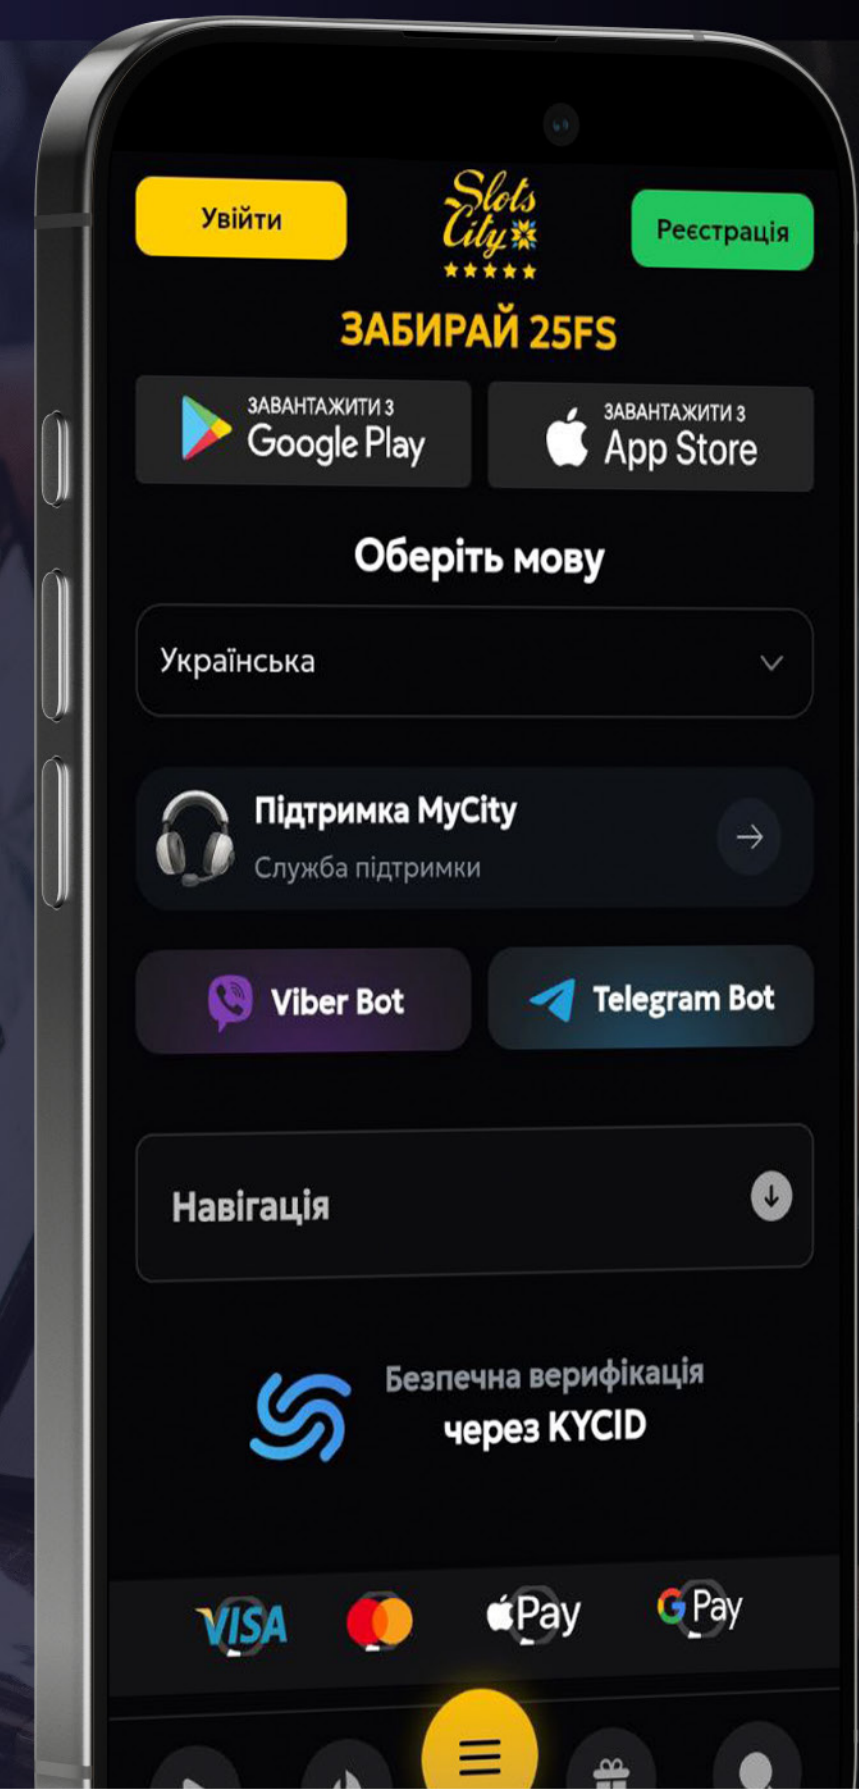 Увійти
Slots
City
Реєстрація
ЗАБИРАЙ 25FS
ЗАВАНТАЖИТИ З
Google Play
ЗАВАНТАЖИТИ З
App Store
Оберіть мову
Українська
Підтримка MyCity
Служба підтримки
Viber Bot
Telegram Bot
Навігація
Безпечна верифікація
через KYCID
VISA
Pay
G Pay